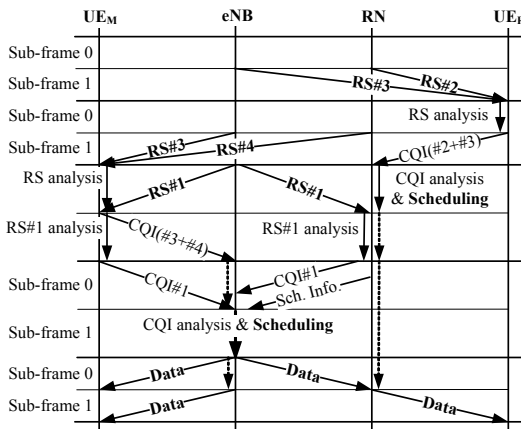 UE_M eNB RN UE_R
Sub-frame 0
Sub-frame 1
RS#3 RS#2
Sub-frame 0
RS analysis
Sub-frame 1
RS#3 RS#4 CQI(#2+#3)
RS analysis
RS#1 RS#1
CQI analysis
& Scheduling
RS#1 analysis
CQI(#3+#4)
RS#1 analysis
Sub-frame 0
CQI#1
CQI#1
Sch. Info.
Sub-frame 1
CQI analysis & Scheduling
Sub-frame 0
Data Data
Sub-frame 1
Data Data